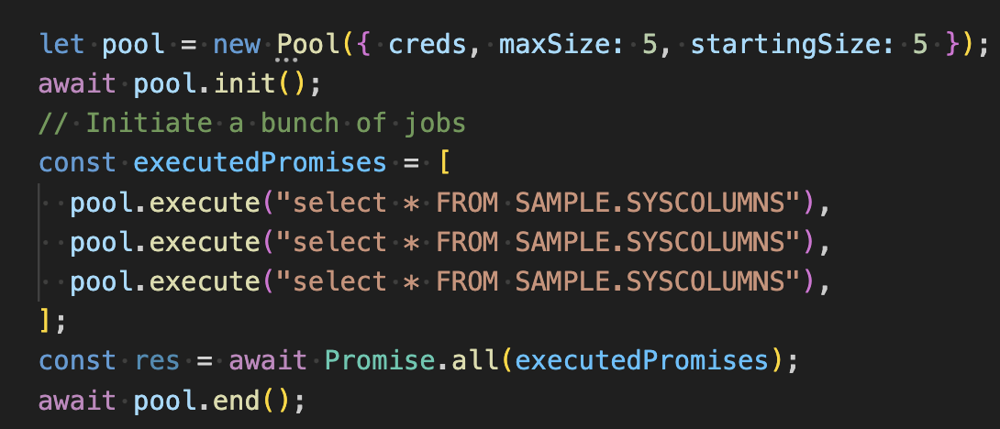 let pool = new Pool({ creds, maxSize: 5, startingSize: 5 });
await pool.init();
// Initiate a bunch of jobs
const executedPromises = [
  pool.execute("select * FROM SAMPLE.SYSCOLUMNS"),
  pool.execute("select * FROM SAMPLE.SYSCOLUMNS"),
  pool.execute("select * FROM SAMPLE.SYSCOLUMNS"),
];
const res = await Promise.all(executedPromises);
await pool.end();